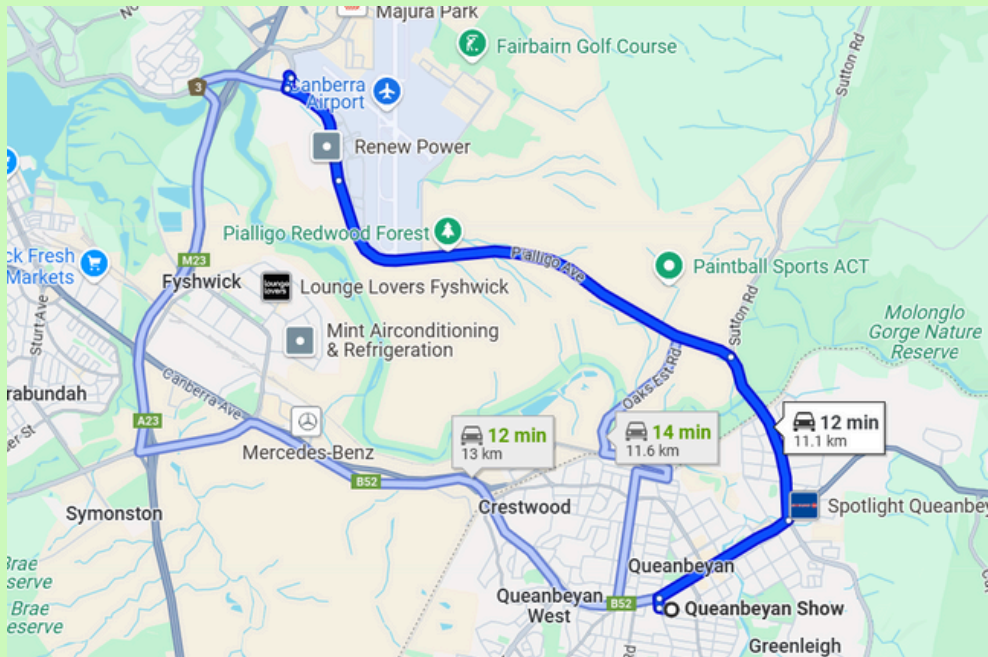 Majura Park
Fairbairn Golf Course
Sutton Rd
3
Canberra
Airport
Renew Power
Pialligo Redwood Forest
Pialligo Ave
Paintball Sports ACT
ck Fresh
Markets
M23
Fyshwick
lounge
lovers
Lounge Lovers Fyshwick
Sutton Rd
Molonglo
Gorge Nature
Reserve
Sturt Ave
Mint Airconditioning
& Refrigeration
Oaks Est Rd
rrabundah
Canberra Ave
A23
12 min
13 km
14 min
11.6 km
12 min
11.1 km
Mercedes-Benz
B52
Crestwood
Spotlight Queanbey
Symonston
Brae
serve
Brae
serve
Queanbeyan
Queanbeyan
West
B52
Queanbeyan Show
Greenleigh
Rd